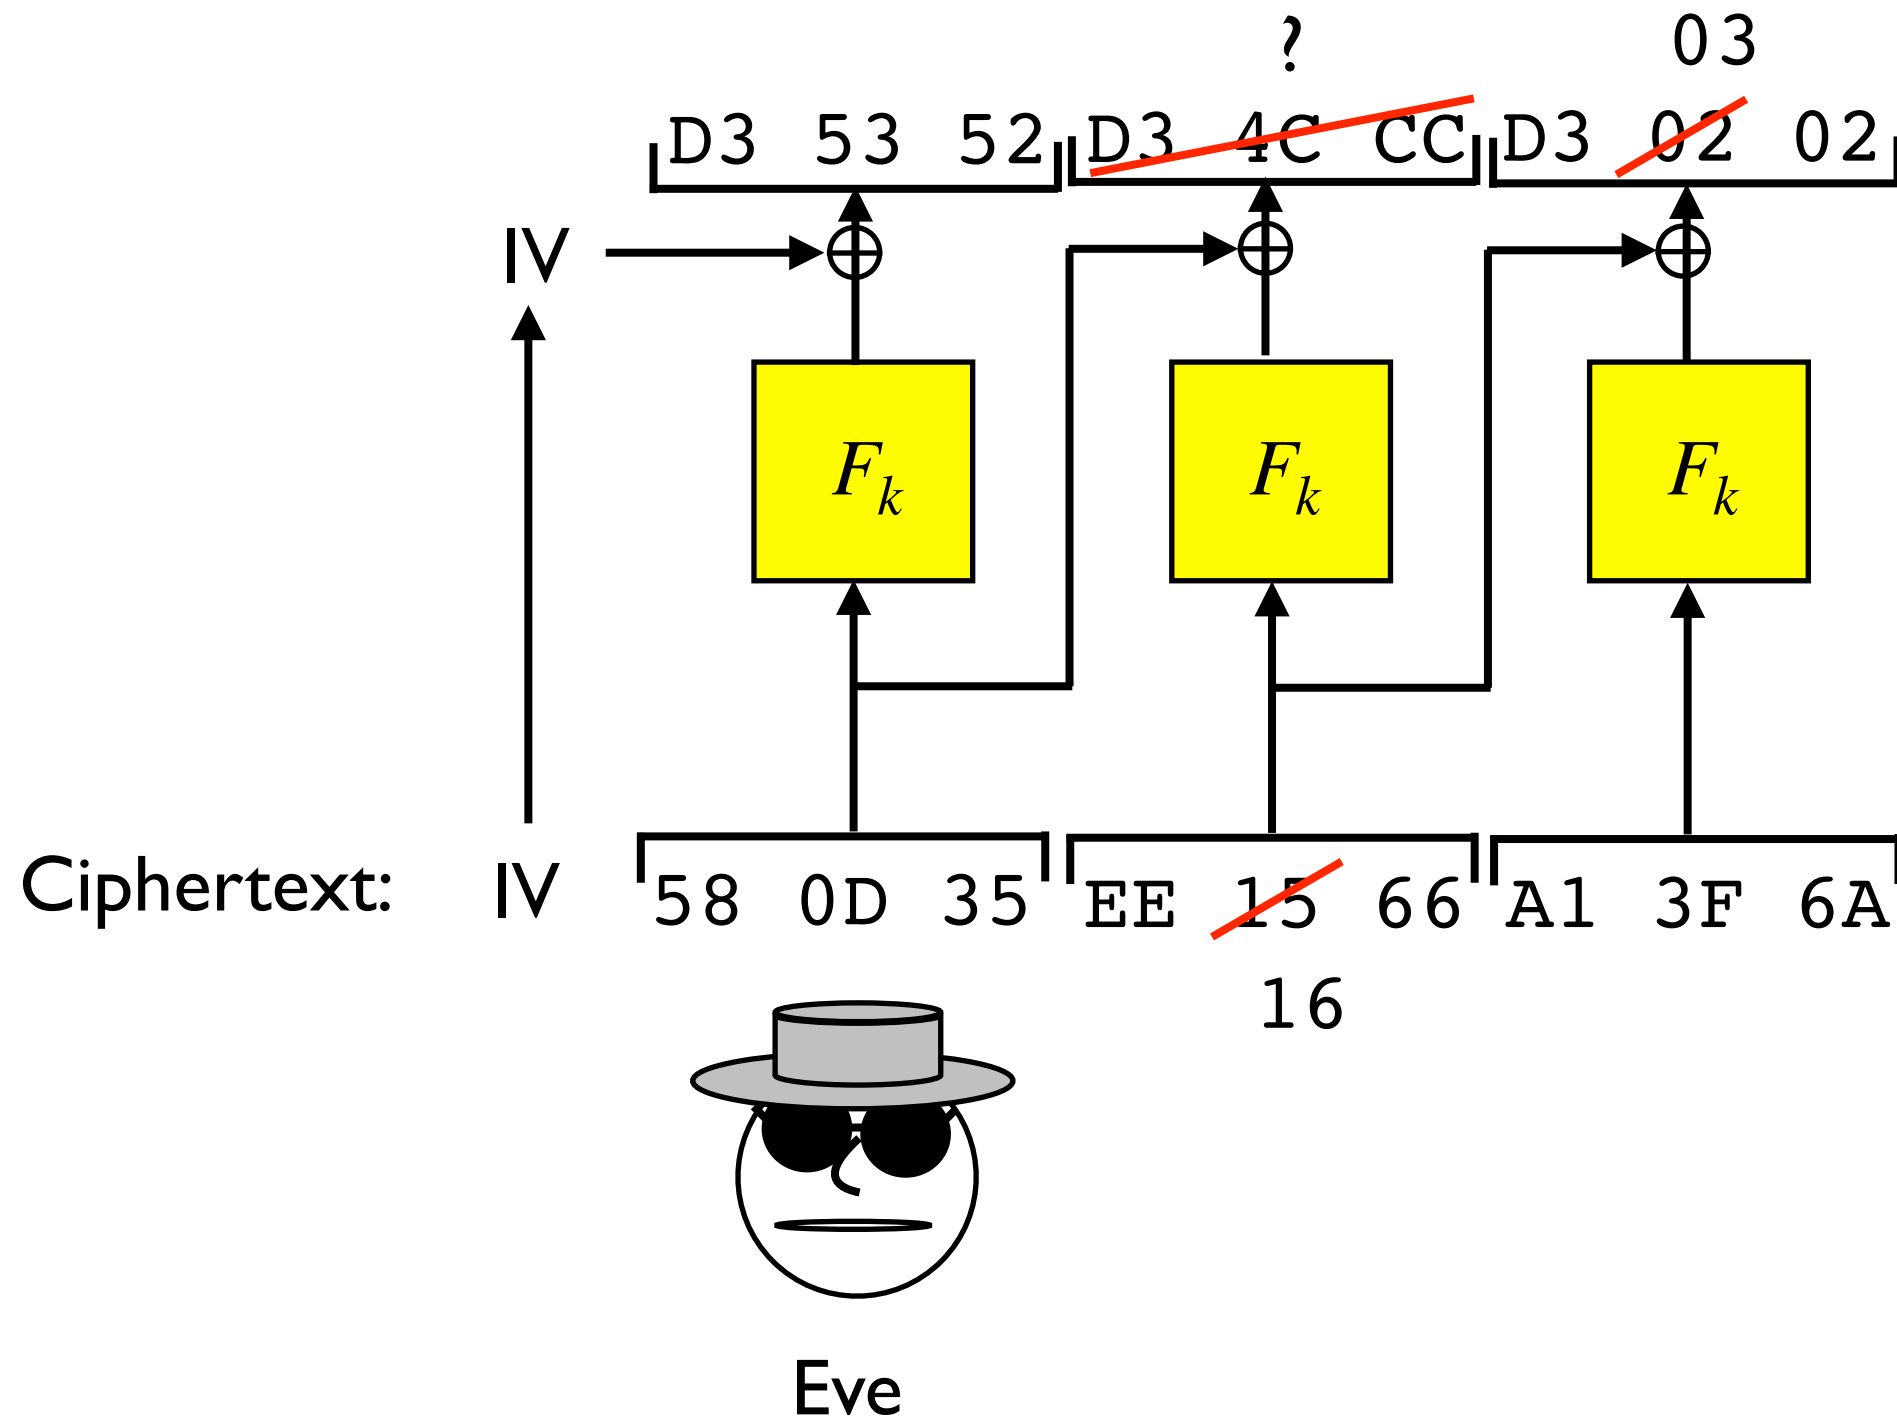 ? 03
D3 53 52 D3 4C CC D3 02 02
IV
Fk Fk Fk
Ciphertext: IV 58 0D 35 EE 15 66 A1 3F 6A
16
Eve